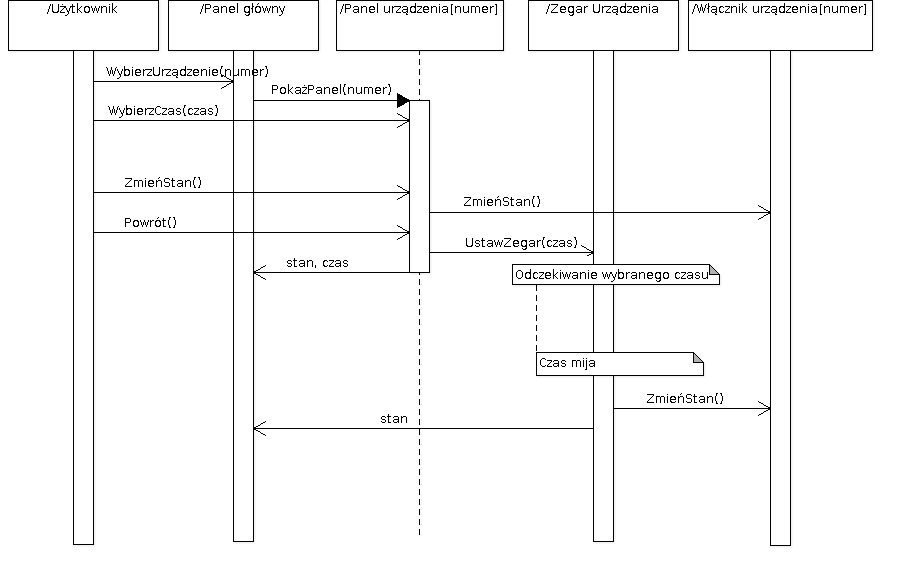 /Użytkownik
/Panel główny
/Panel urządzenia[numer]
/Zegar Urządzenia
/Włącznik urządzenia[numer]
WybierzUrządzenie(numer)
PokażPanel(numer)
WybierzCzas(czas)
ZmieńStan()
ZmieńStan()
Powrót()
UstawZegar(czas)
stan, czas
Odczekiwanie wybranego czasu
Czas mija
ZmieńStan()
stan